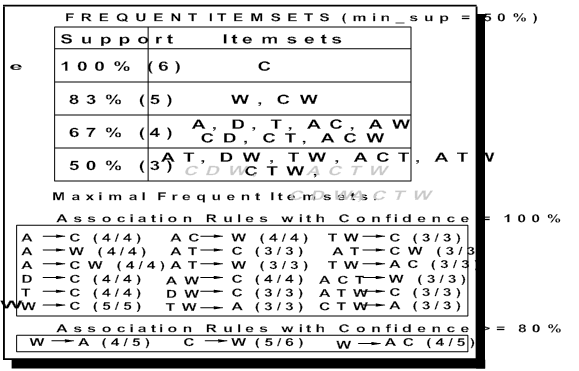 FREQUENT ITEMSETS (min_sup = 50%)
Support Itemsets
e 100% (6) C
83% (5) W, CW
67% (4) A, D, T, AC, AW
CD, CT, ACW
50% (3) AT, DW, TW, ACT, ATW
CDW CTW, ACTW
Maximal Frequent Itemsets: CDW, ACTW
Association Rules with Confidence = 100%
A → C (4/4) AC → W (4/4) TW → C (3/3)
A → W (4/4) AT → C (3/3) AT → CW (3/3
A → CW (4/4) AT → W (3/3) TW → AC (3/3)
D → C (4/4) AW → C (4/4) ACT → W (3/3)
T → C (4/4) DW → C (3/3) ATW → C (3/3)
W → C (5/5) TW → A (3/3) CTW → A (3/3)
Association Rules with Confidence >= 80%
W → A (4/5) C → W (5/6) W → AC (4/5)